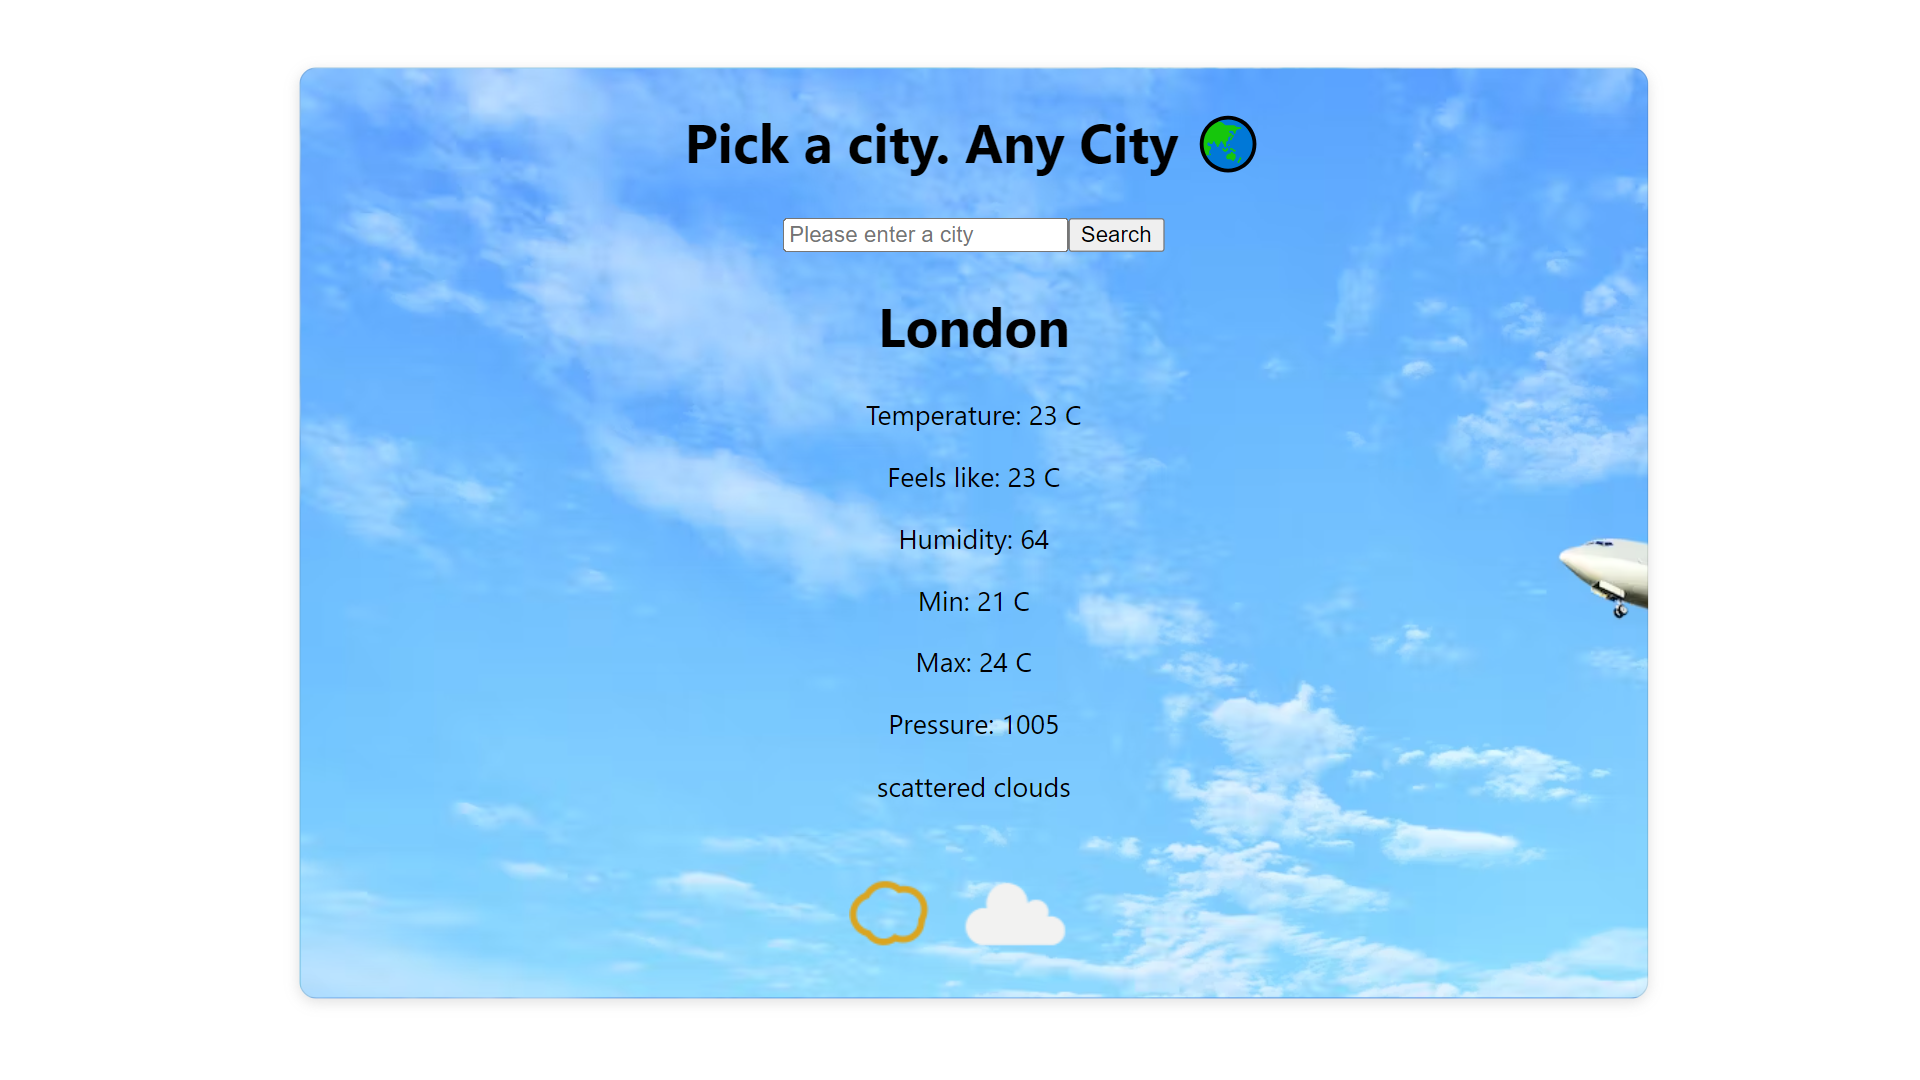 Pick a city. Any City 🌏
Please enter a city
Search
London
Temperature: 23 C
Feels like: 23 C
Humidity: 64
Min: 21 C
Max: 24 C
Pressure: 1005
scattered clouds